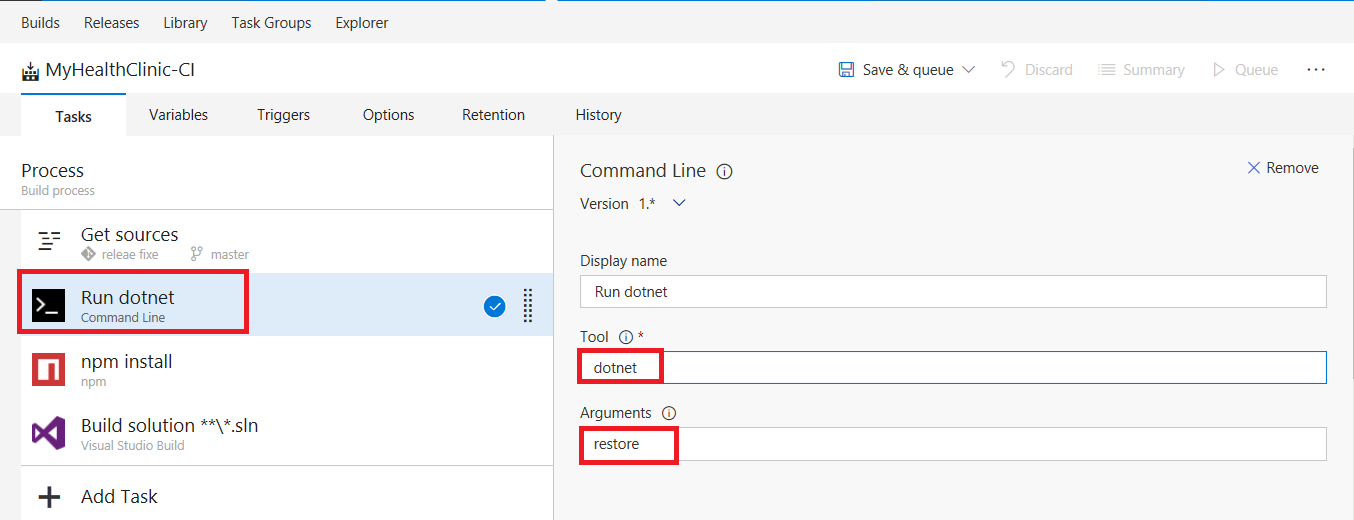 Builds Releases Library Task Groups Explorer
MyHealthClinic-CI Save & queue Discard Summary Queue ...
Tasks Variables Triggers Options Retention History
Process
Build process
Get sources
releae fixe master
Run dotnet
Command Line
npm install
npm
Build solution **\*.sln
Visual Studio Build
Add Task
Command Line Remove
Version 1.*
Display name
Run dotnet
Tool *
dotnet
Arguments
restore